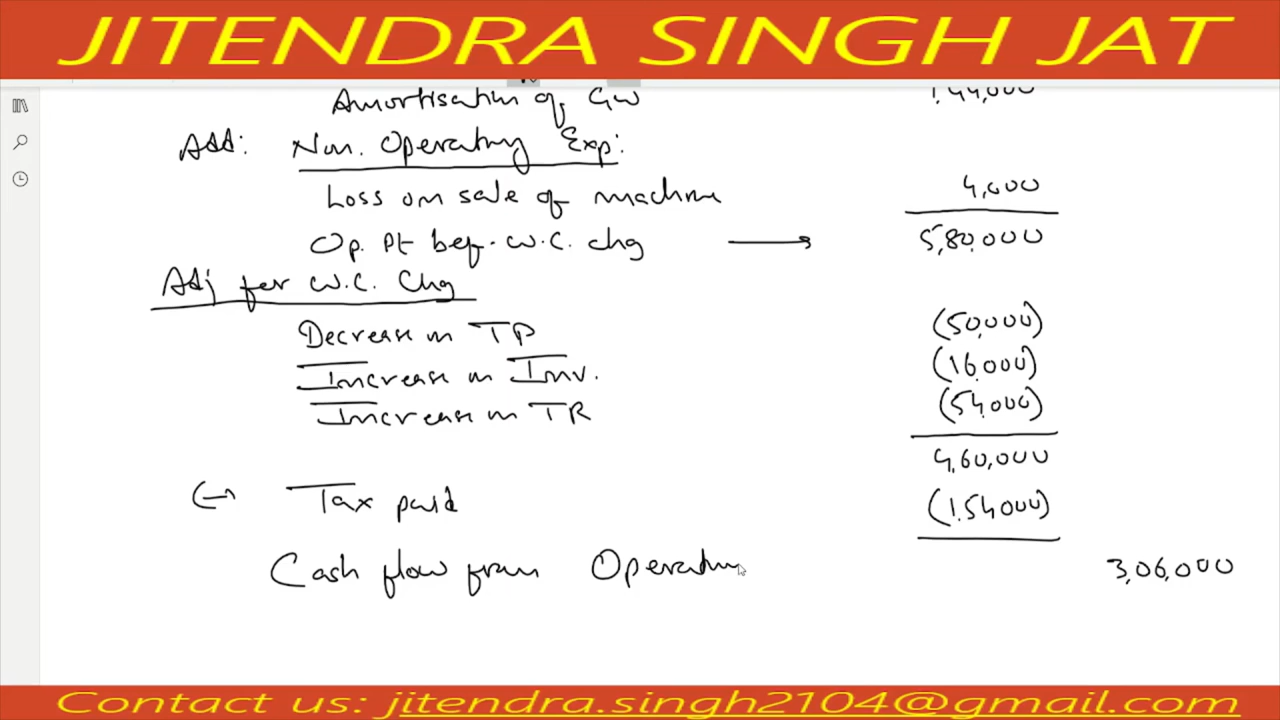 JITENDRA SINGH JAT
Amortisation of GW 1,44,000
Add: Non. Operating Exp:
Loss on sale of machine 4,000
Op. Pt bef. W.C. chg → 5,80,000
Adj for W.C. Chg
Decrease in TP (50,000)
Increase in Inv. (16,000)
Increase in TR (54,000)
4,60,000
(-) Tax paid (1,54,000)
Cash flow from Operating 3,06,000
Contact us: jitendra.singh2104@gmail.com